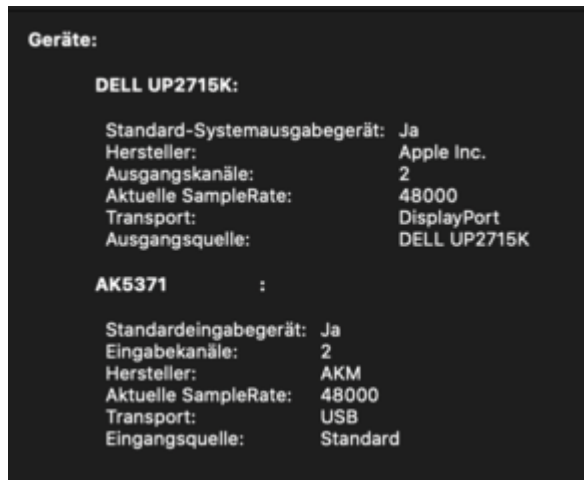 Geräte:
DELL UP2715K:
Standard-Systemausgabegerät: Ja
Hersteller: Apple Inc.
Ausgangskanäle: 2
Aktuelle SampleRate: 48000
Transport: DisplayPort
Ausgangsquelle: DELL UP2715K
AK5371 :
Standardeingabegerät: Ja
Eingabekanäle: 2
Hersteller: AKM
Aktuelle SampleRate: 48000
Transport: USB
Eingangsquelle: Standard